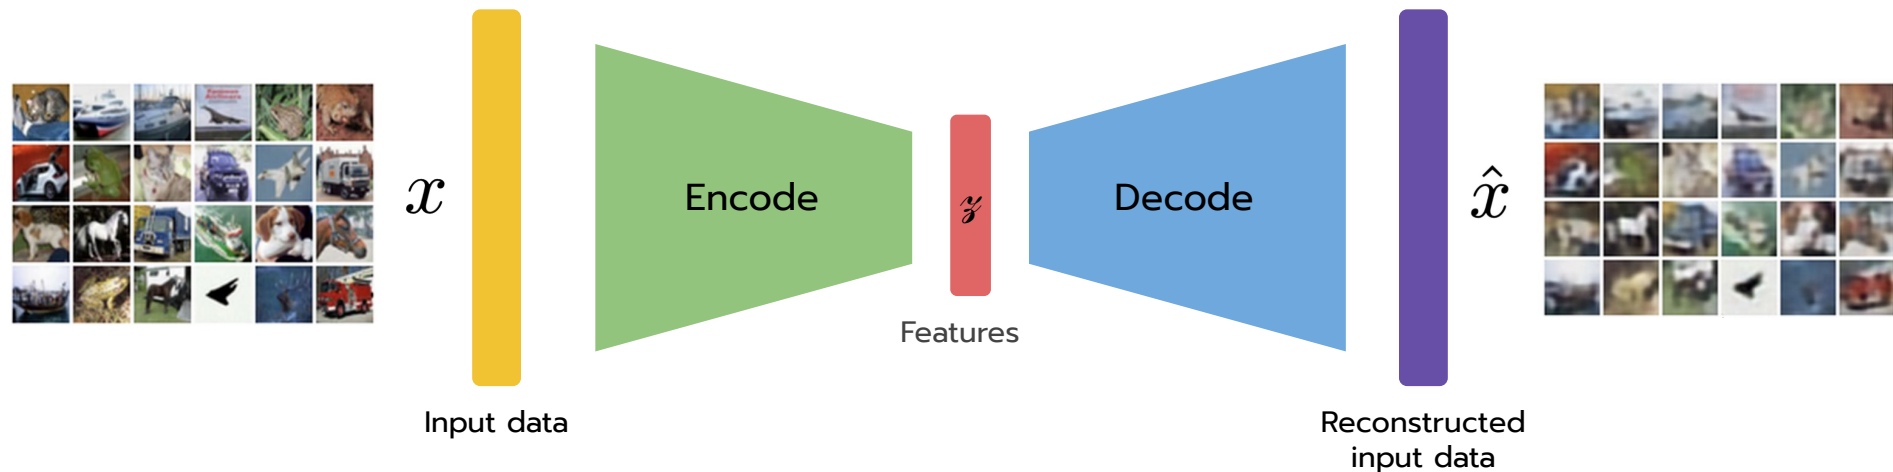 x
Encode
z
Decode
x̂
Features
Input data
Reconstructed
input data